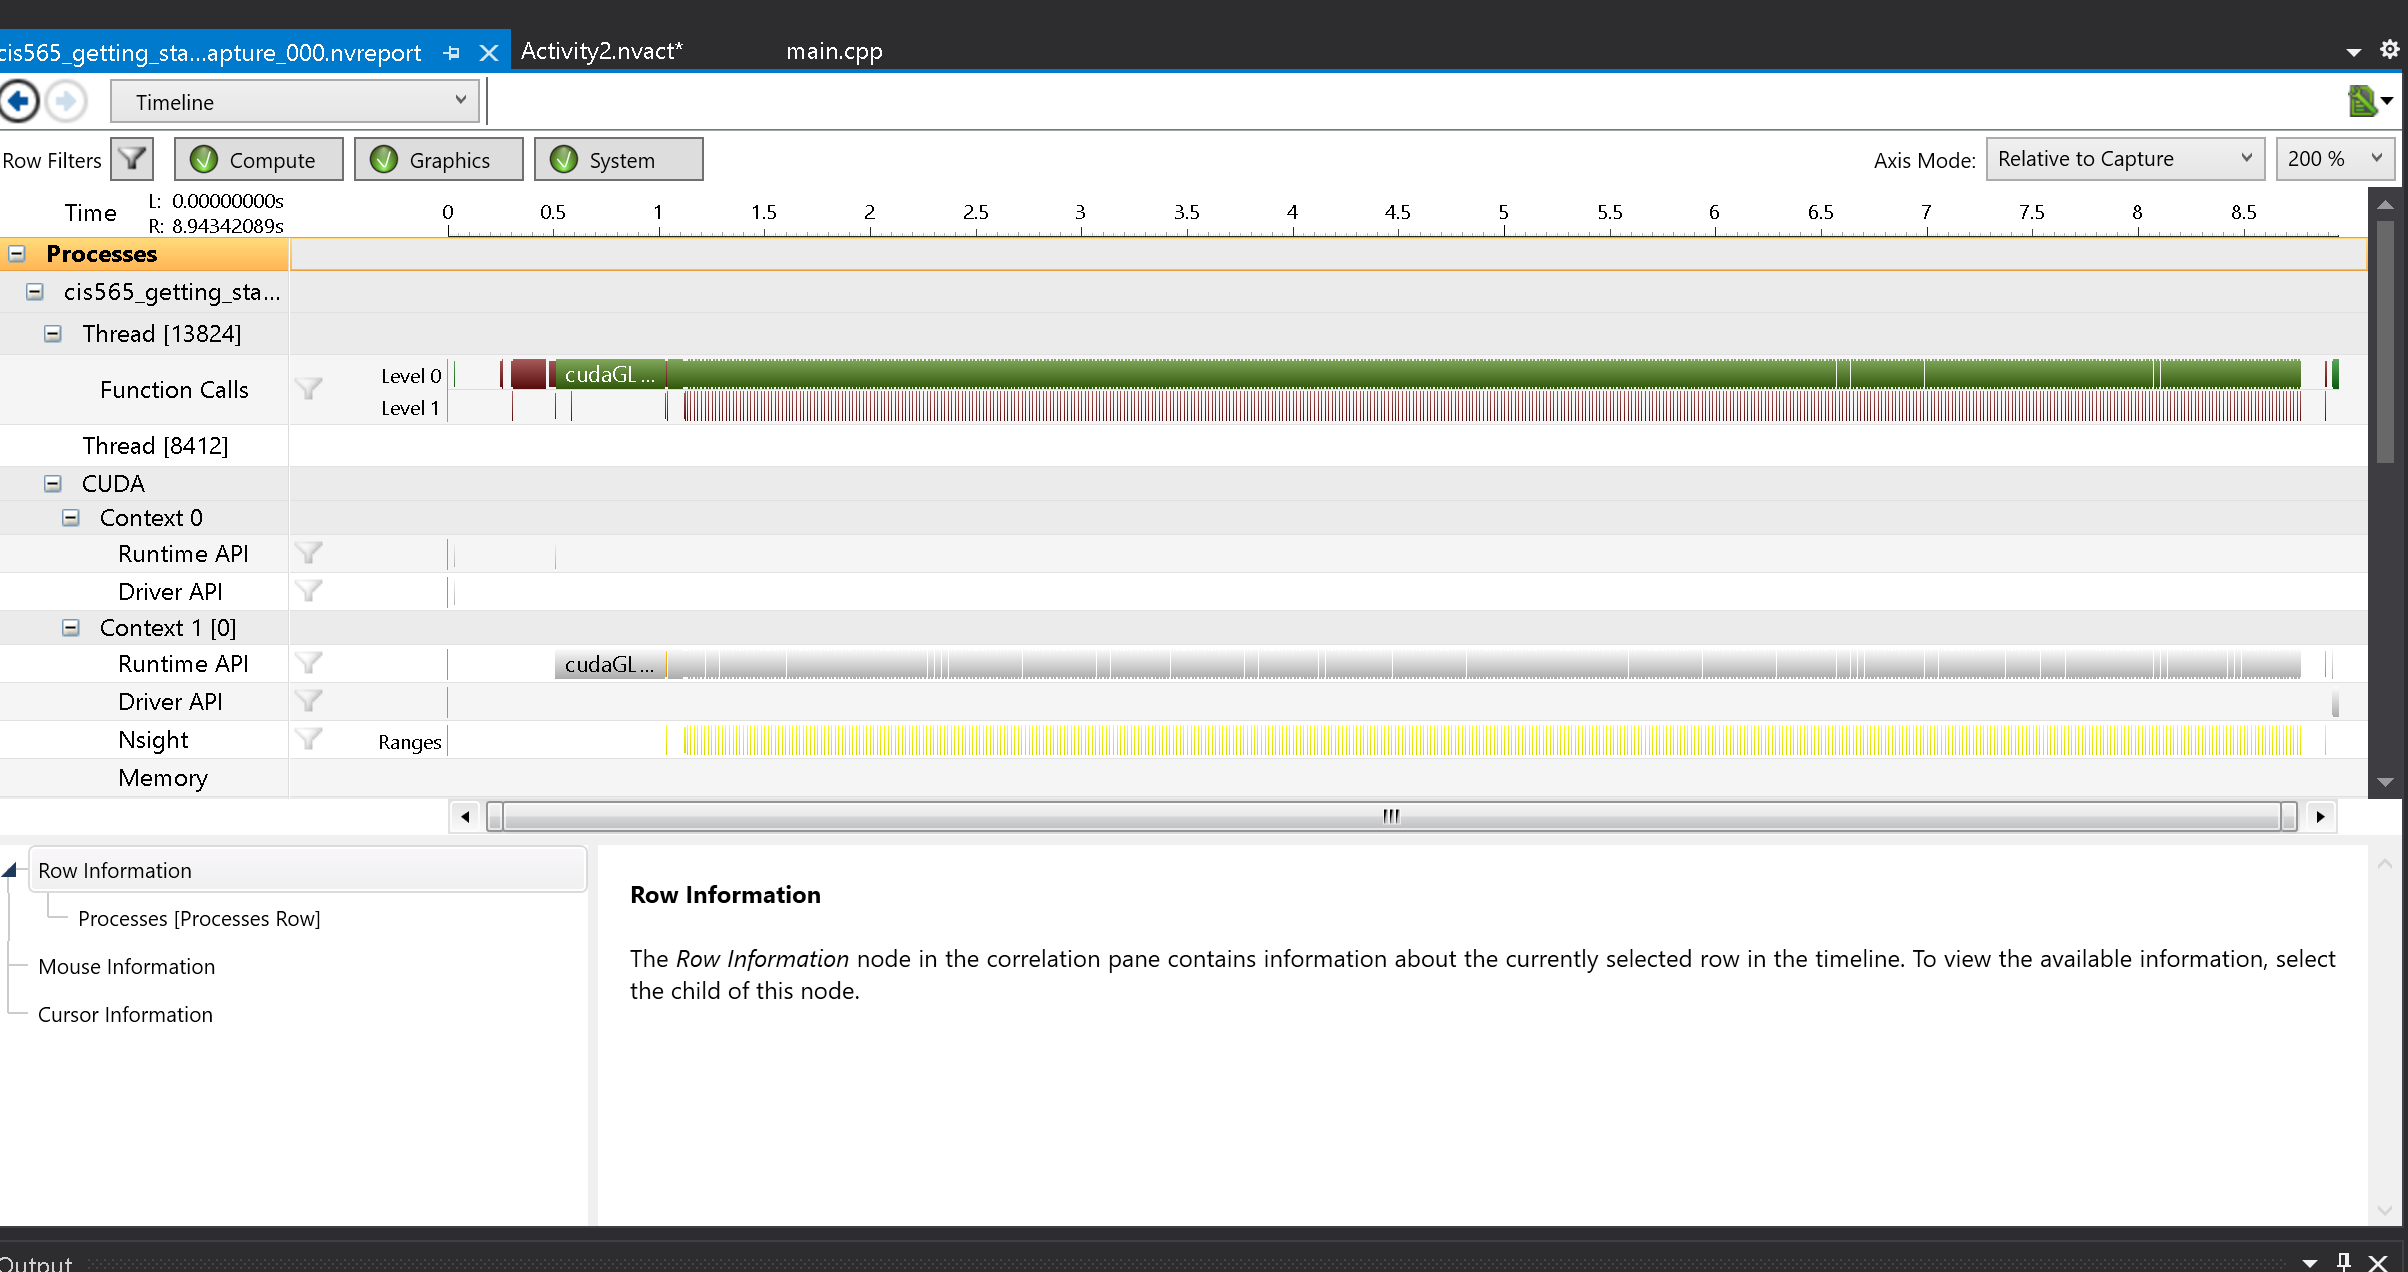 cis565_getting_sta...apture_000.nvreport Activity2.nvact* main.cpp
Timeline
Row Filters Compute Graphics System Axis Mode: Relative to Capture 200 %
Time L: 0.00000000s
R: 8.94342089s
0 0.5 1 1.5 2 2.5 3 3.5 4 4.5 5 5.5 6 6.5 7 7.5 8 8.5
Processes
cis565_getting_sta...
Thread [13824]
Function Calls Level 0 cudaGL...
Level 1
Thread [8412]
CUDA
Context 0
Runtime API
Driver API
Context 1 [0]
Runtime API cudaGL...
Driver API
Nsight Ranges
Memory
Row Information
Processes [Processes Row]
Mouse Information
Cursor Information
Row Information
The Row Information node in the correlation pane contains information about the currently selected row in the timeline. To view the available information, select
the child of this node.
Output